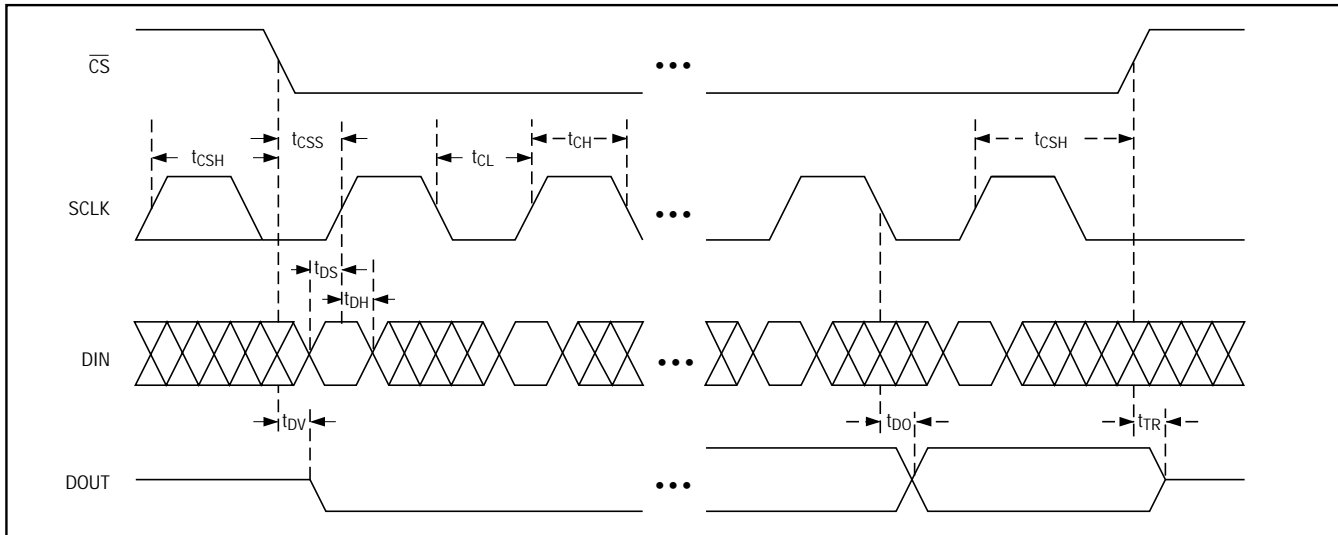 CS
•••
tCSH
tCSS
tCL
tCH
tCSH
SCLK
•••
tDS
tDH
DIN
•••
tDV
tDO
tTR
DOUT
•••